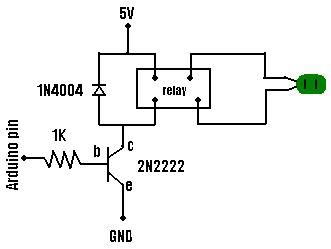 5V
1N4004
relay
1K
Arduino pin
b
c
2N2222
e
GND